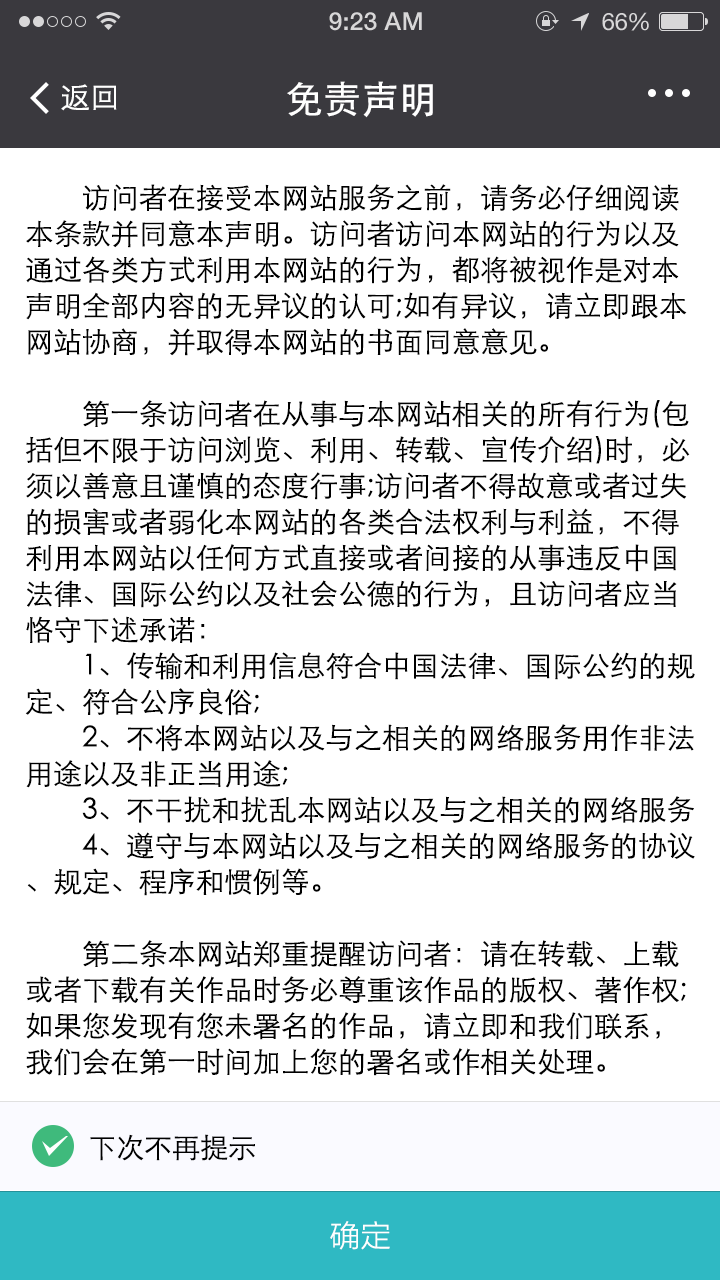 9:23 AM 66%
返回 免责声明
访问者在接受本网站服务之前，请务必仔细阅读
本条款并同意本声明。访问者访问本网站的行为以及
通过各类方式利用本网站的行为，都将被视作是对本
声明全部内容的无异议的认可;如有异议，请立即跟本
网站协商，并取得本网站的书面同意意见。
第一条访问者在从事与本网站相关的所有行为(包
括但不限于访问浏览、利用、转载、宣传介绍)时，必
须以善意且谨慎的态度行事;访问者不得故意或者过失
的损害或者弱化本网站的各类合法权利与利益，不得
利用本网站以任何方式直接或者间接的从事违反中国
法律、国际公约以及社会公德的行为，且访问者应当
恪守下述承诺：
1、传输和利用信息符合中国法律、国际公约的规
定、符合公序良俗;
2、不将本网站以及与之相关的网络服务用作非法
用途以及非正当用途;
3、不干扰和扰乱本网站以及与之相关的网络服务
4、遵守与本网站以及与之相关的网络服务的协议
、规定、程序和惯例等。
第二条本网站郑重提醒访问者：请在转载、上载
或者下载有关作品时务必尊重该作品的版权、著作权;
如果您发现有您未署名的作品，请立即和我们联系，
我们会在第一时间加上您的署名或作相关处理。
下次不再提示
确定